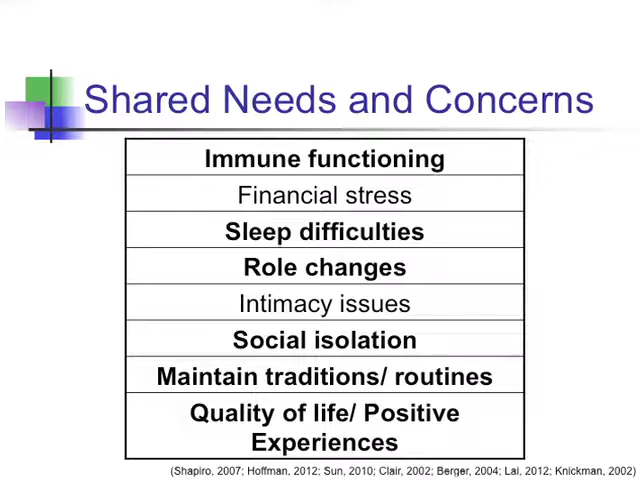 Shared Needs and Concerns
Immune functioning
Financial stress
Sleep difficulties
Role changes
Intimacy issues
Social isolation
Maintain traditions/ routines
Quality of life/ Positive
Experiences
(Shapiro, 2007; Hoffman, 2012; Sun, 2010; Clair, 2002; Berger, 2004; Lai, 2012; Knickman, 2002)